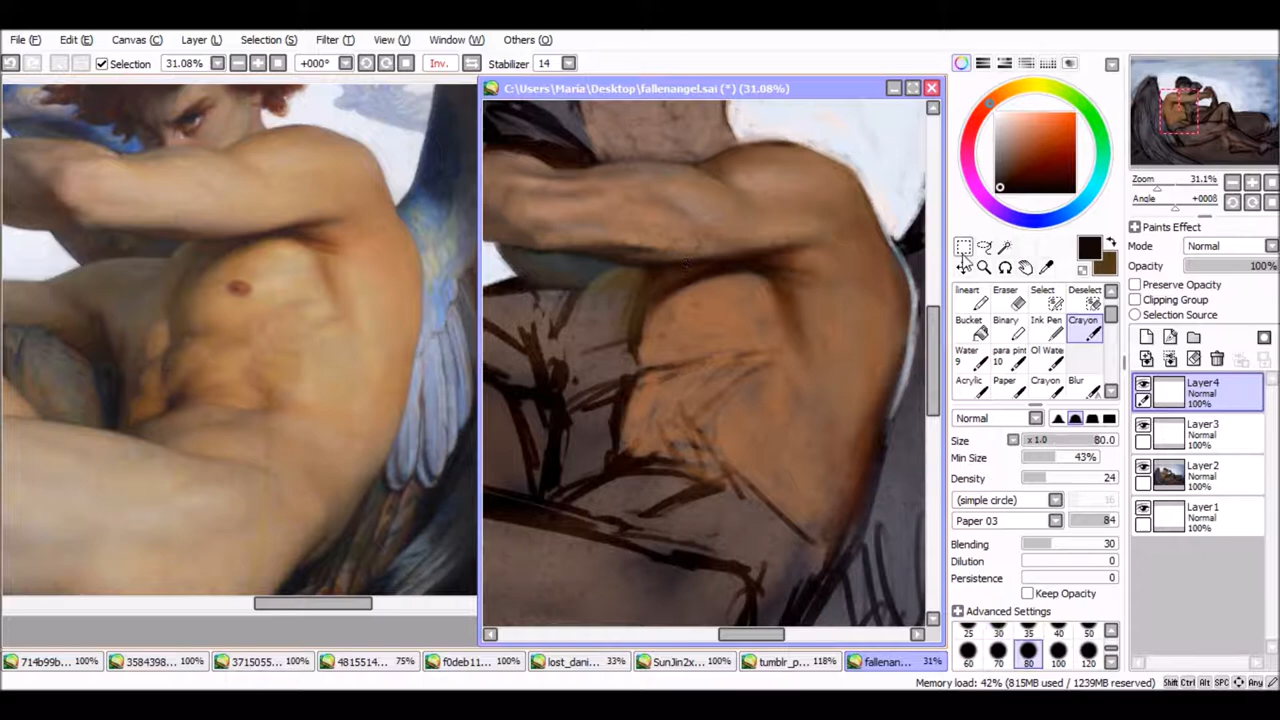 File (F) Edit (E) Canvas (C) Layer (L) Selection (S) Filter (T) View (V) Window (W) Others (O)
Selection 31.08% +000° Inv. Stabilizer 14
C:\Users\Maria\Desktop\fallenangel.sai (*) (31.08%)
Zoom 31.1%
Angle +0008
Paints Effect
Mode Normal
Opacity 100%
Preserve Opacity
Clipping Group
Selection Source
lineart Eraser Select Deselect
Bucket Binary Ink Pen Crayon
Water para pint Ol Wate
9 10
Acrylic Paper Crayon Blur
Normal
Size x 1.0 80.0
Min Size 43%
Density 24
(simple circle) 16
Paper 03 84
Blending 30
Dilution 0
Persistence 0
Keep Opacity
Advanced Settings
25 30 35 40 50
60 70 80 100 120
Layer4
Normal
100%
Layer3
Normal
100%
Layer2
Normal
100%
Layer1
Normal
100%
714b99b... 100% 3584398... 100% 3715055... 100% 4815514... 75% f0deb11... 100% lost_dani... 33% SunJin2x... 100% tumblr_p... 118% fallenan... 31%
Memory load: 42% (815MB used / 1239MB reserved) Shift Ctrl Alt SPC Any